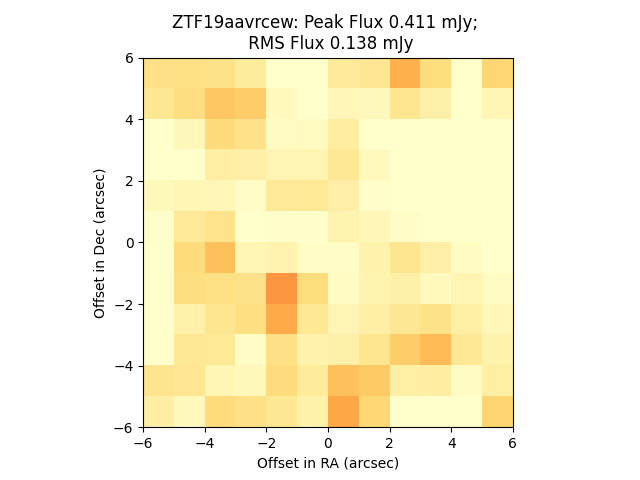 ZTF19aavrcew: Peak Flux 0.411 mJy;
RMS Flux 0.138 mJy
6
4
2
0
−2
−4
−6
Offset in Dec (arcsec)
−6 −4 −2 0 2 4 6
Offset in RA (arcsec)